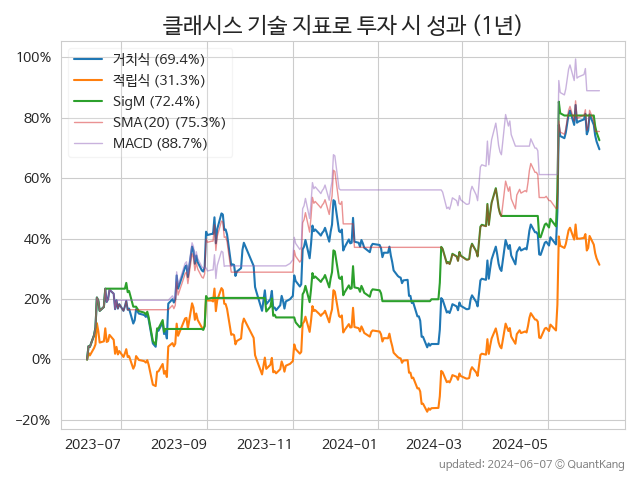 클래시스 기술 지표로 투자 시 성과 (1년)
거치식 (69.4%)
적립식 (31.3%)
SigM (72.4%)
SMA(20) (75.3%)
MACD (88.7%)
100%
80%
60%
40%
20%
0%
−20%
2023-07
2023-09
2023-11
2024-01
2024-03
2024-05
updated: 2024-06-07 © QuantKang